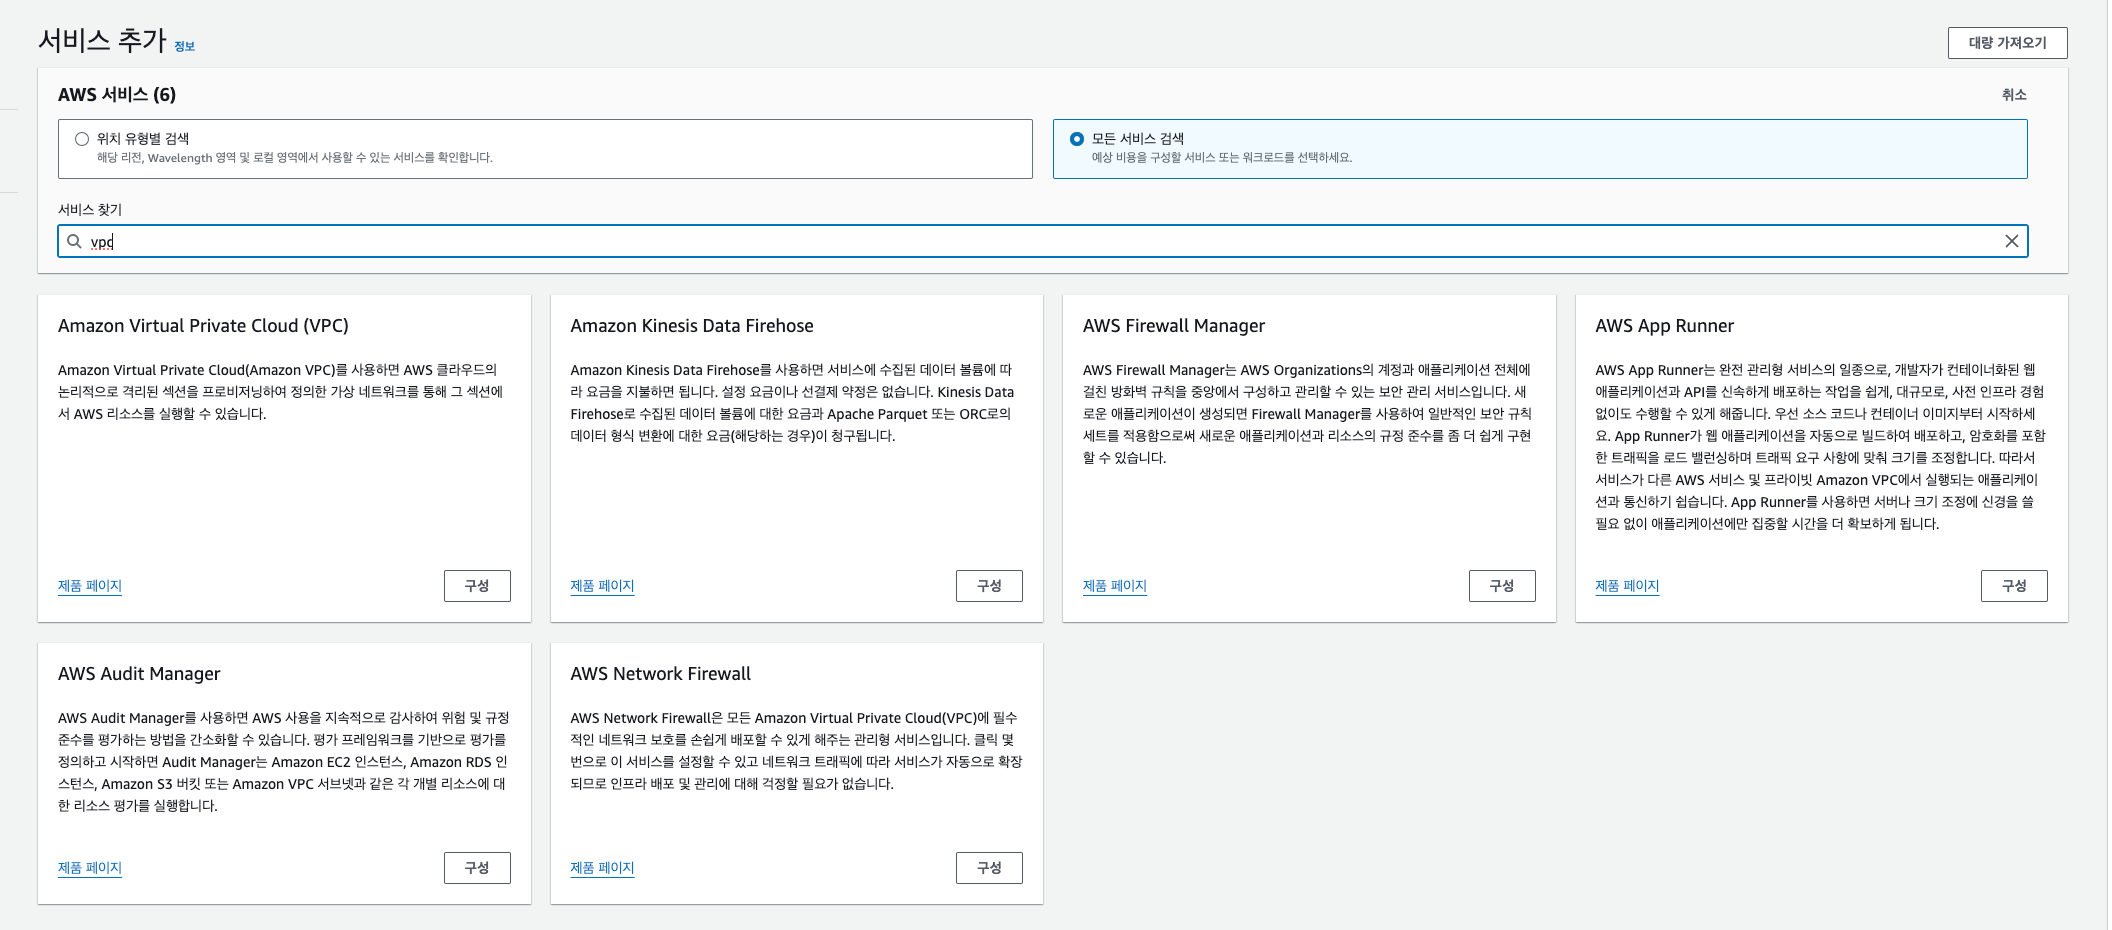 서비스 추가 정보
대량 가져오기
AWS 서비스 (6)
취소
위치 유형별 검색
해당 리전, Wavelength 영역 및 로컬 영역에서 사용할 수 있는 서비스를 확인합니다.
모든 서비스 검색
예상 비용을 구성할 서비스 또는 워크로드를 선택하세요.
서비스 찾기
vpc
Amazon Virtual Private Cloud (VPC)
Amazon Virtual Private Cloud(Amazon VPC)를 사용하면 AWS 클라우드의
논리적으로 격리된 섹션을 프로비저닝하여 정의한 가상 네트워크를 통해 그 섹션에
서 AWS 리소스를 실행할 수 있습니다.
제품 페이지
구성
Amazon Kinesis Data Firehose
Amazon Kinesis Data Firehose를 사용하면 서비스에 수집된 데이터 볼륨에 따
라 요금을 지불하면 됩니다. 설정 요금이나 선결제 약정은 없습니다. Kinesis Data
Firehose로 수집된 데이터 볼륨에 대한 요금과 Apache Parquet 또는 ORC로의
데이터 형식 변환에 대한 요금(해당하는 경우)이 청구됩니다.
제품 페이지
구성
AWS Firewall Manager
AWS Firewall Manager는 AWS Organizations의 계정과 애플리케이션 전체에
걸친 방화벽 규칙을 중앙에서 구성하고 관리할 수 있는 보안 관리 서비스입니다. 새
로운 애플리케이션이 생성되면 Firewall Manager를 사용하여 일반적인 보안 규칙
세트를 적용함으로써 새로운 애플리케이션과 리소스의 규정 준수를 좀 더 쉽게 구현
할 수 있습니다.
제품 페이지
구성
AWS App Runner
AWS App Runner는 완전 관리형 서비스의 일종으로, 개발자가 컨테이너화된 웹
애플리케이션과 API를 신속하게 배포하는 작업을 쉽게, 대규모로, 사전 인프라 경험
없이도 수행할 수 있게 해줍니다. 우선 소스 코드나 컨테이너 이미지부터 시작하세
요. App Runner가 웹 애플리케이션을 자동으로 빌드하여 배포하고, 암호화를 포함
한 트래픽을 로드 밸런싱하며 트래픽 요구 사항에 맞춰 크기를 조정합니다. 따라서
서비스가 다른 AWS 서비스 및 프라이빗 Amazon VPC에서 실행되는 애플리케이
션과 통신하기 쉽습니다. App Runner를 사용하면 서버나 크기 조정에 신경을 쓸
필요 없이 애플리케이션에만 집중할 시간을 더 확보하게 됩니다.
제품 페이지
구성
AWS Audit Manager
AWS Audit Manager를 사용하면 AWS 사용을 지속적으로 감사하여 위험 및 규정
준수를 평가하는 방법을 간소화할 수 있습니다. 평가 프레임워크를 기반으로 평가를
정의하고 시작하면 Audit Manager는 Amazon EC2 인스턴스, Amazon RDS 인
스턴스, Amazon S3 버킷 또는 Amazon VPC 서브넷과 같은 각 개별 리소스에 대
한 리소스 평가를 실행합니다.
제품 페이지
구성
AWS Network Firewall
AWS Network Firewall은 모든 Amazon Virtual Private Cloud(VPC)에 필수
적인 네트워크 보호를 손쉽게 배포할 수 있게 해주는 관리형 서비스입니다. 클릭 몇
번으로 이 서비스를 설정할 수 있고 네트워크 트래픽에 따라 서비스가 자동으로 확장
되므로 인프라 배포 및 관리에 대해 걱정할 필요가 없습니다.
제품 페이지
구성